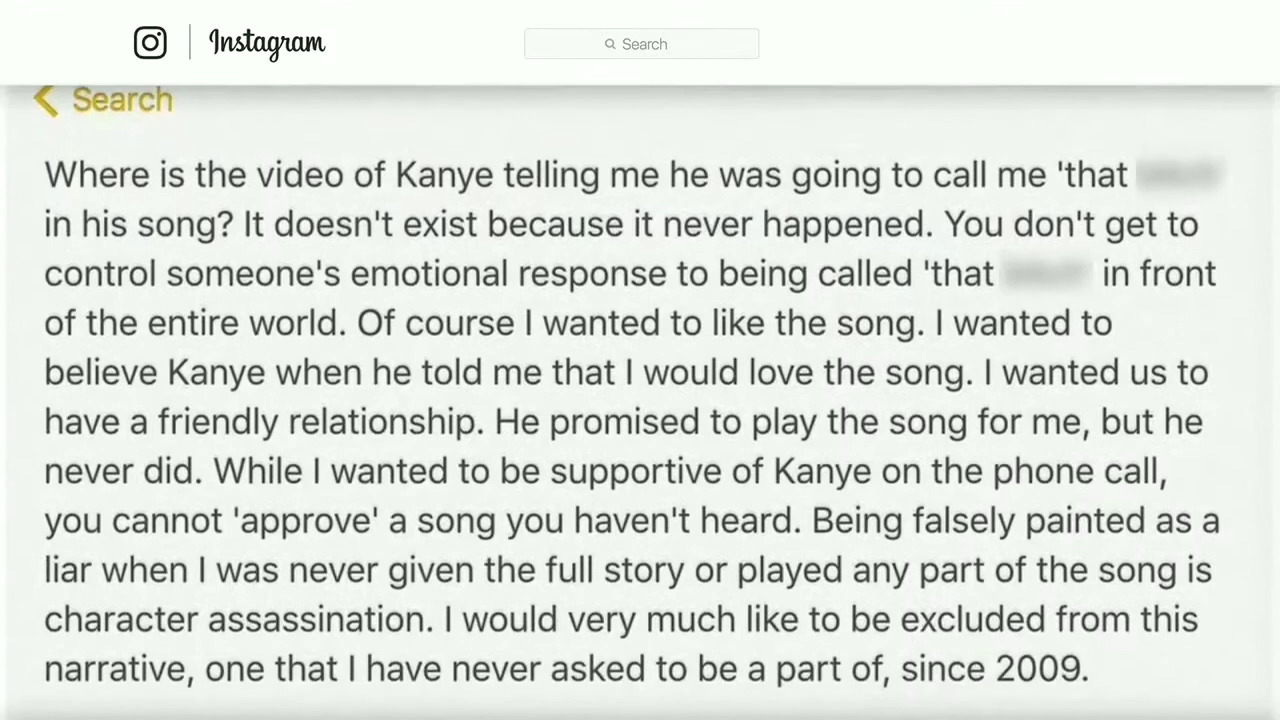 Instagram
Search
Search
Where is the video of Kanye telling me he was going to call me 'that
in his song? It doesn't exist because it never happened. You don't get to
control someone's emotional response to being called 'that in front
of the entire world. Of course I wanted to like the song. I wanted to
believe Kanye when he told me that I would love the song. I wanted us to
have a friendly relationship. He promised to play the song for me, but he
never did. While I wanted to be supportive of Kanye on the phone call,
you cannot 'approve' a song you haven't heard. Being falsely painted as a
liar when I was never given the full story or played any part of the song is
character assassination. I would very much like to be excluded from this
narrative, one that I have never asked to be a part of, since 2009.